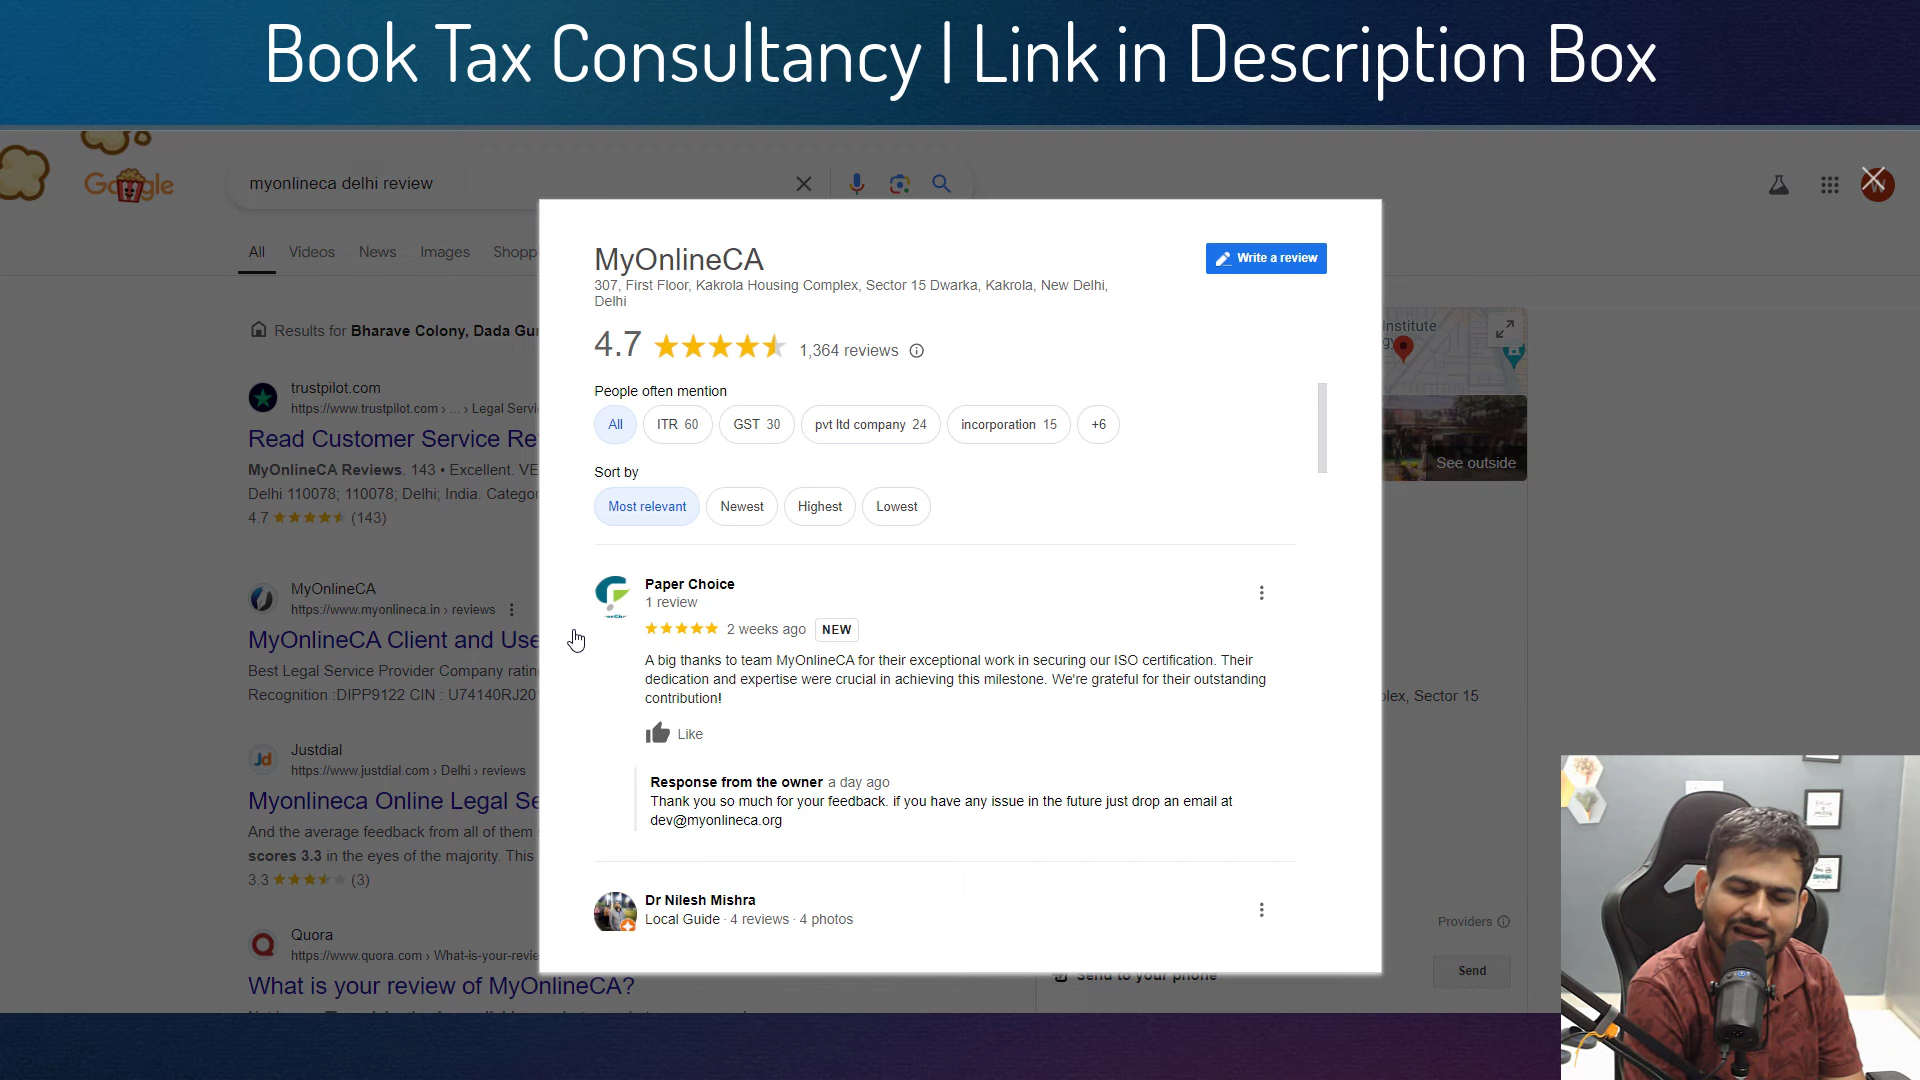 Book Tax Consultancy | Link in Description Box
Google
myonlineca delhi review
W
All
Videos
News
Images
Shopp
Results for Bharave Colony, Dada Gu
trustpilot.com
https://www.trustpilot.com › ... › Legal Servi
Read Customer Service Re
MyOnlineCA Reviews. 143 • Excellent. VE
Delhi 110078; 110078; Delhi; India. Categor
4.7
(143)
MyOnlineCA
https://www.myonlineca.in › reviews
MyOnlineCA Client and Use
Best Legal Service Provider Company ratin
Recognition :DIPP9122 CIN : U74140RJ20
Jd
Justdial
https://www.justdial.com › Delhi › reviews
Myonlineca Online Legal Se
And the average feedback from all of them
scores 3.3 in the eyes of the majority. This
3.3
(3)
Quora
https://www.quora.com › What-is-your-revie
What is your review of MyOnlineCA?
MyOnlineCA
307, First Floor, Kakrola Housing Complex, Sector 15 Dwarka, Kakrola, New Delhi,
Delhi
Write a review
4.7
1,364 reviews
People often mention
All
ITR 60
GST 30
pvt ltd company 24
incorporation 15
+6
Sort by
Most relevant
Newest
Highest
Lowest
Paper Choice
1 review
2 weeks ago
NEW
A big thanks to team MyOnlineCA for their exceptional work in securing our ISO certification. Their
dedication and expertise were crucial in achieving this milestone. We're grateful for their outstanding
contribution!
Like
Response from the owner a day ago
Thank you so much for your feedback. if you have any issue in the future just drop an email at
dev@myonlineca.org
Dr Nilesh Mishra
Local Guide · 4 reviews · 4 photos
Institute
gy
See outside
lex, Sector 15
Providers
Send to your phone
Send